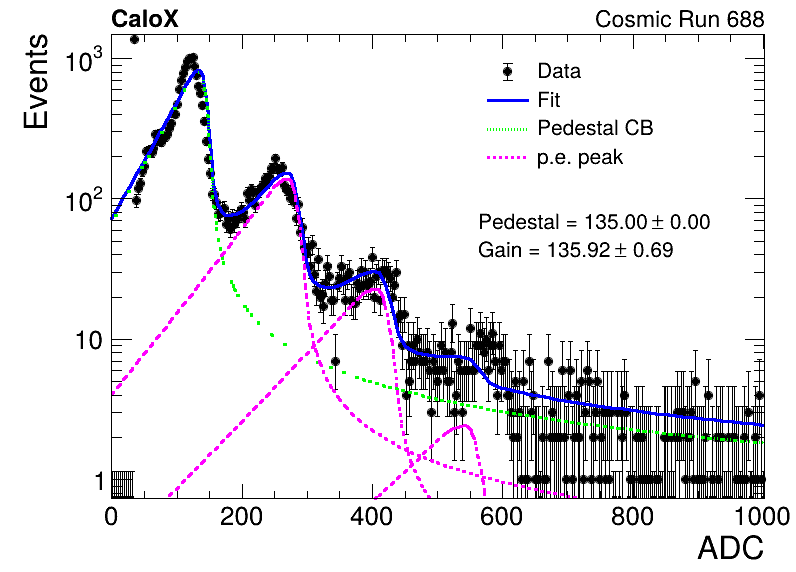 CaloX Cosmic Run 688
Events
10³
10²
10
1
Data
Fit
Pedestal CB
p.e. peak
Pedestal = 135.00 ± 0.00
Gain = 135.92 ± 0.69
0 200 400 600 800 1000
ADC